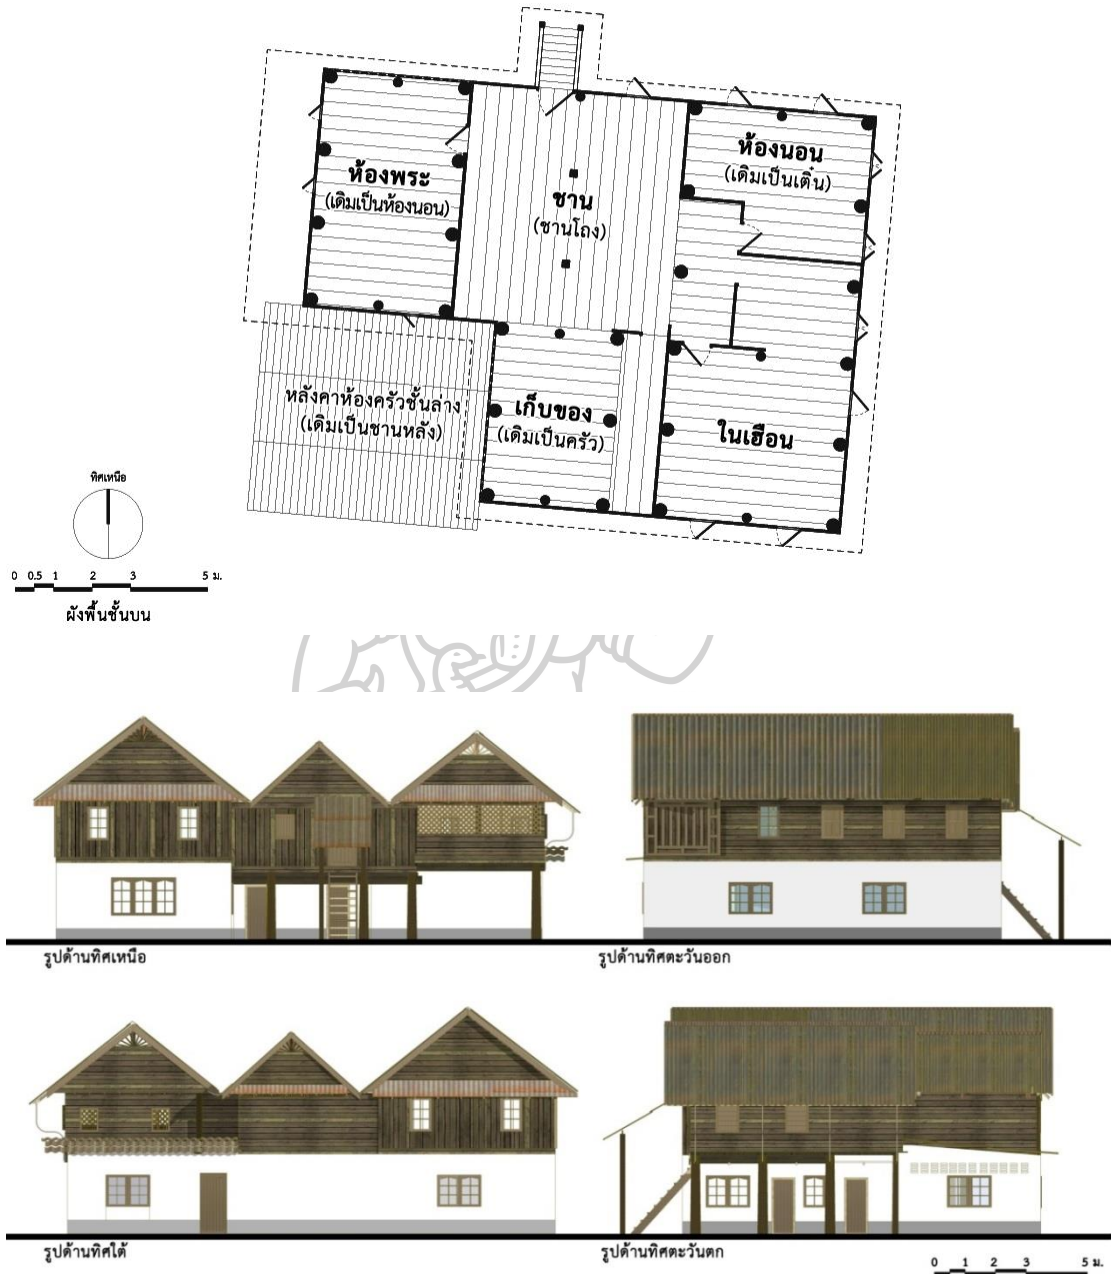 ห้องนอน
(เดิมเป็นเติ๋น)
ห้องพระ
(เดิมเป็นห้องนอน)
ชาน
(ชานโถง)
หลังคาห้องครัวชั้นล่าง
(เดิมเป็นชานหลัง)
เก็บของ
(เดิมเป็นครัว)
ในเฮือน
ทิศเหนือ
0 0.5 1 2 3 5 ม.
ผังพื้นชั้นบน
รูปด้านทิศเหนือ
รูปด้านทิศตะวันออก
รูปด้านทิศใต้
รูปด้านทิศตะวันตก
0 1 2 3 5 ม.